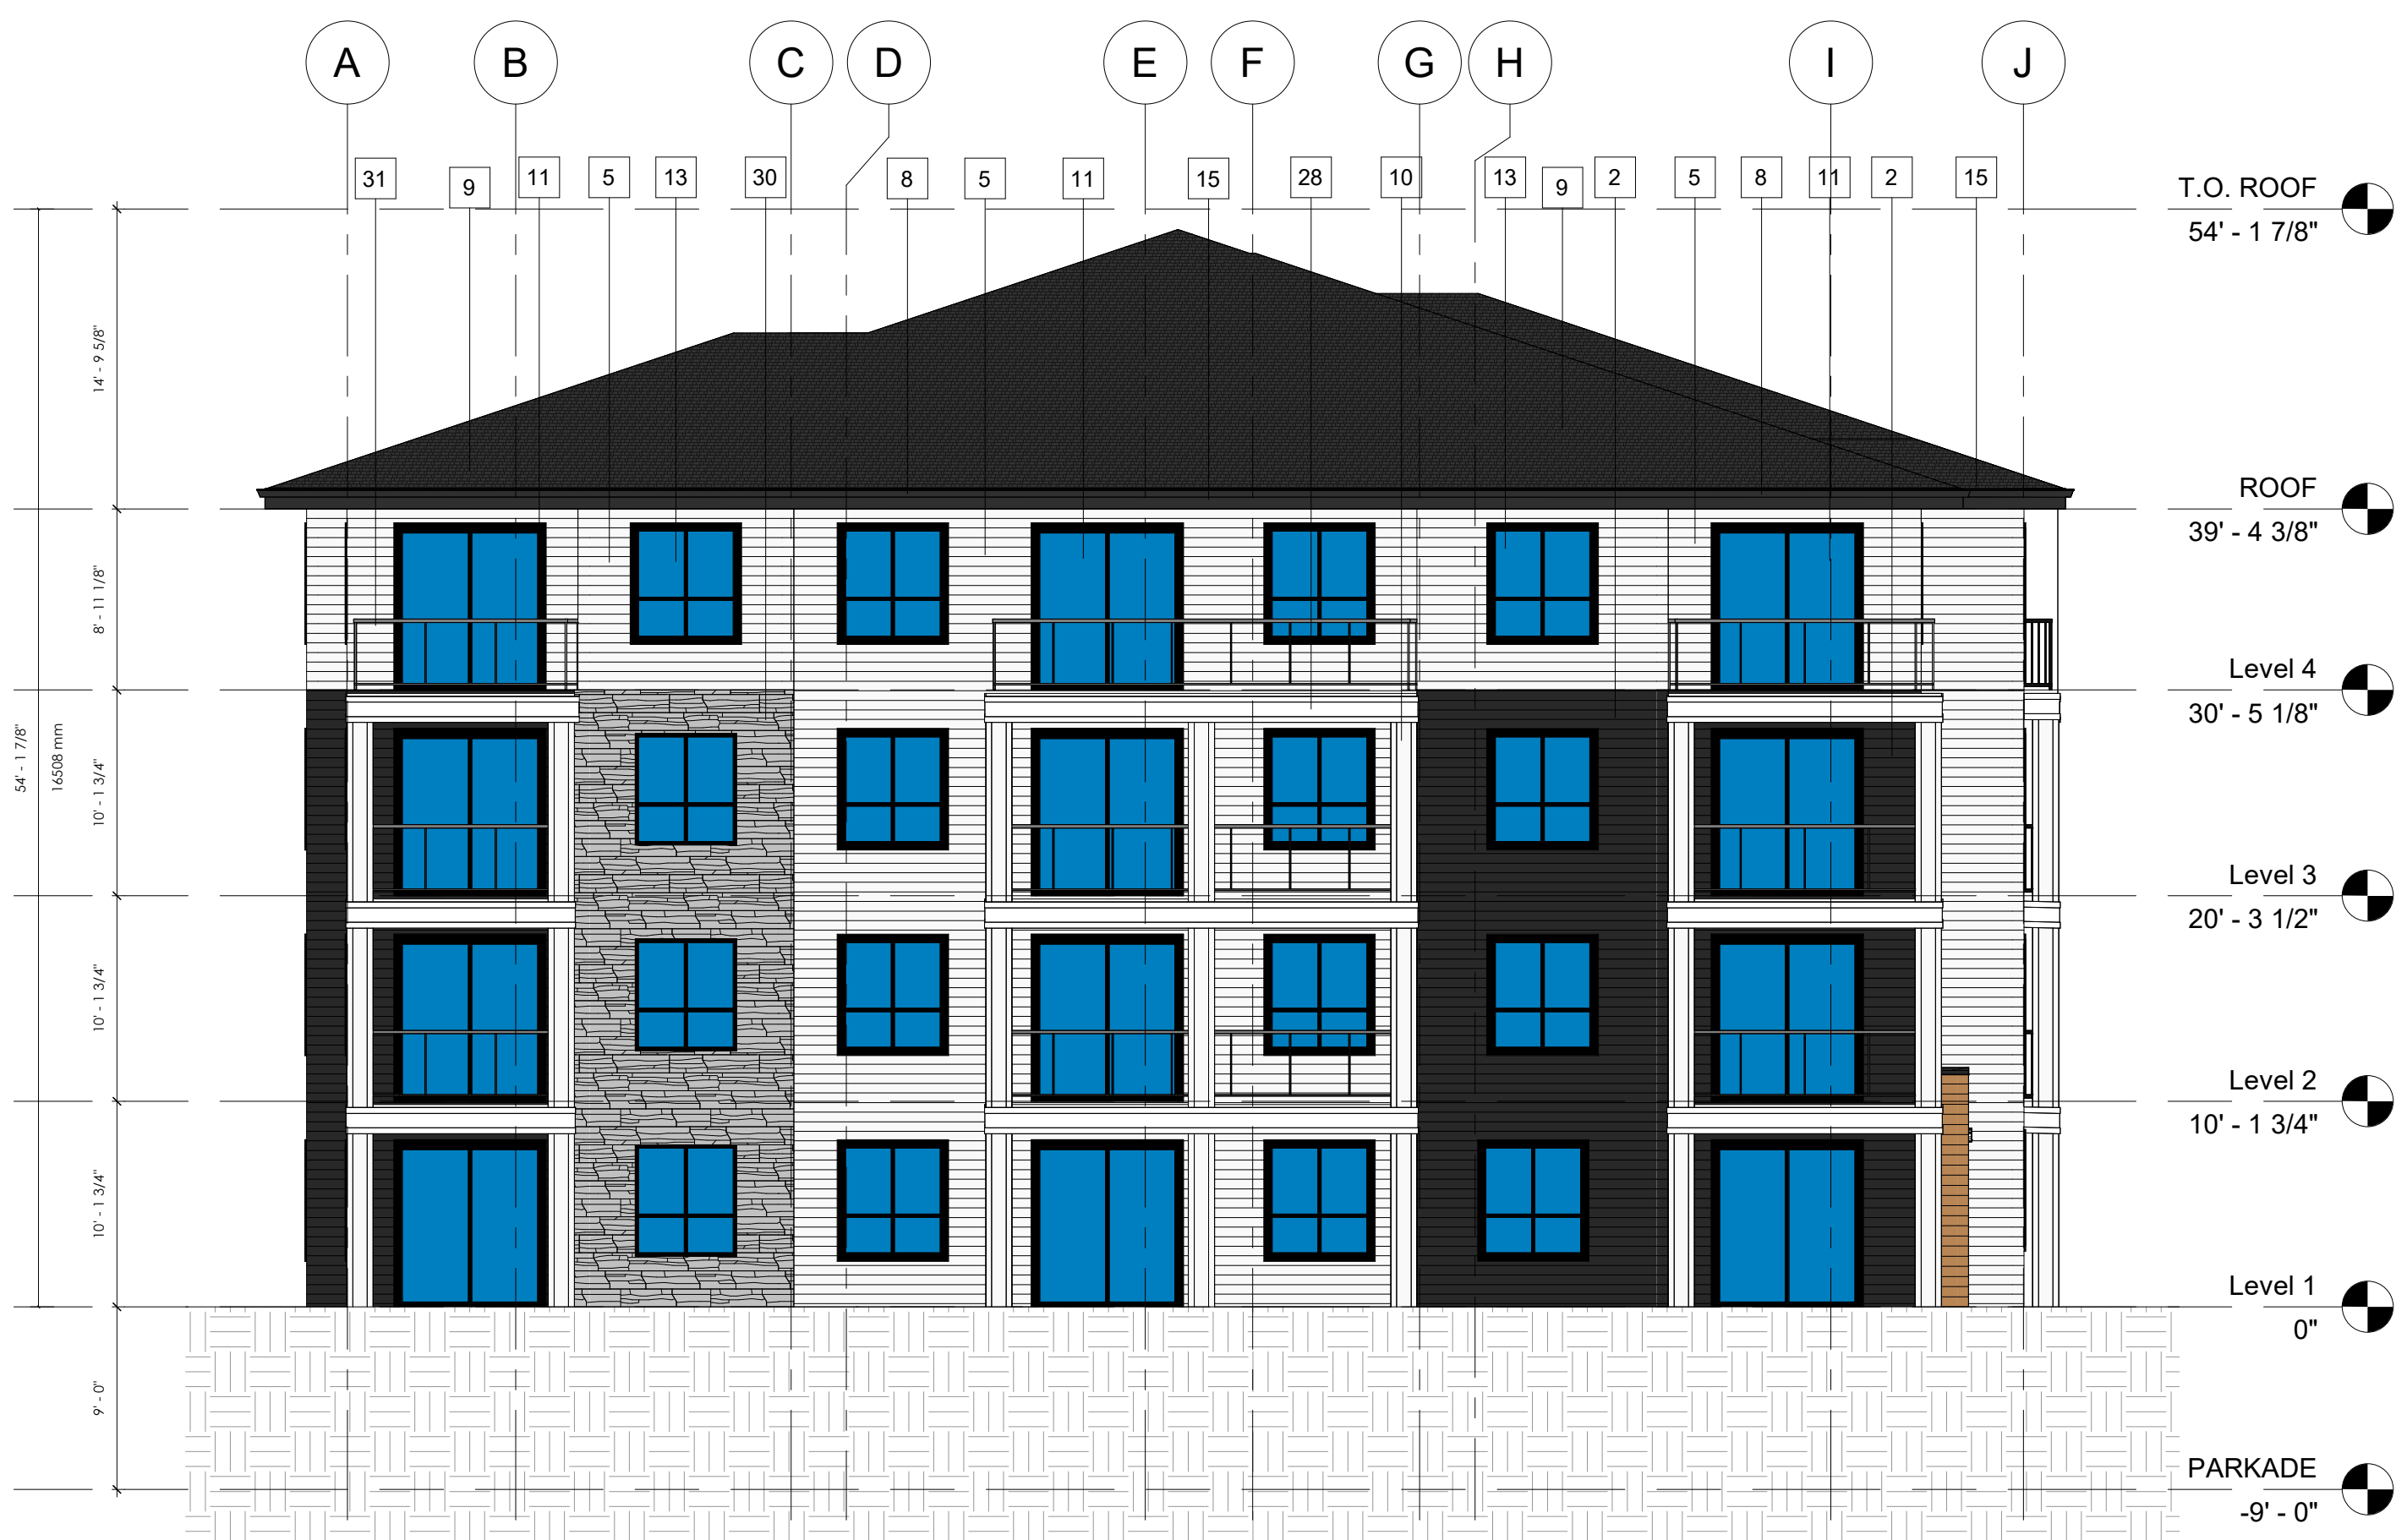 A B C D E F G H I J
31 9 11 5 13 30 8 5 11 15 28 10 13 9 2 5 8 11 2 15
T.O. ROOF
54' - 1 7/8"
14' - 9 5/8"
ROOF
39' - 4 3/8"
8' - 11 1/8"
Level 4
30' - 5 1/8"
54' - 1 7/8"
16508 mm
10' - 1 3/4"
Level 3
20' - 3 1/2"
10' - 1 3/4"
Level 2
10' - 1 3/4"
10' - 1 3/4"
Level 1
0"
9' - 0"
PARKADE
-9' - 0"